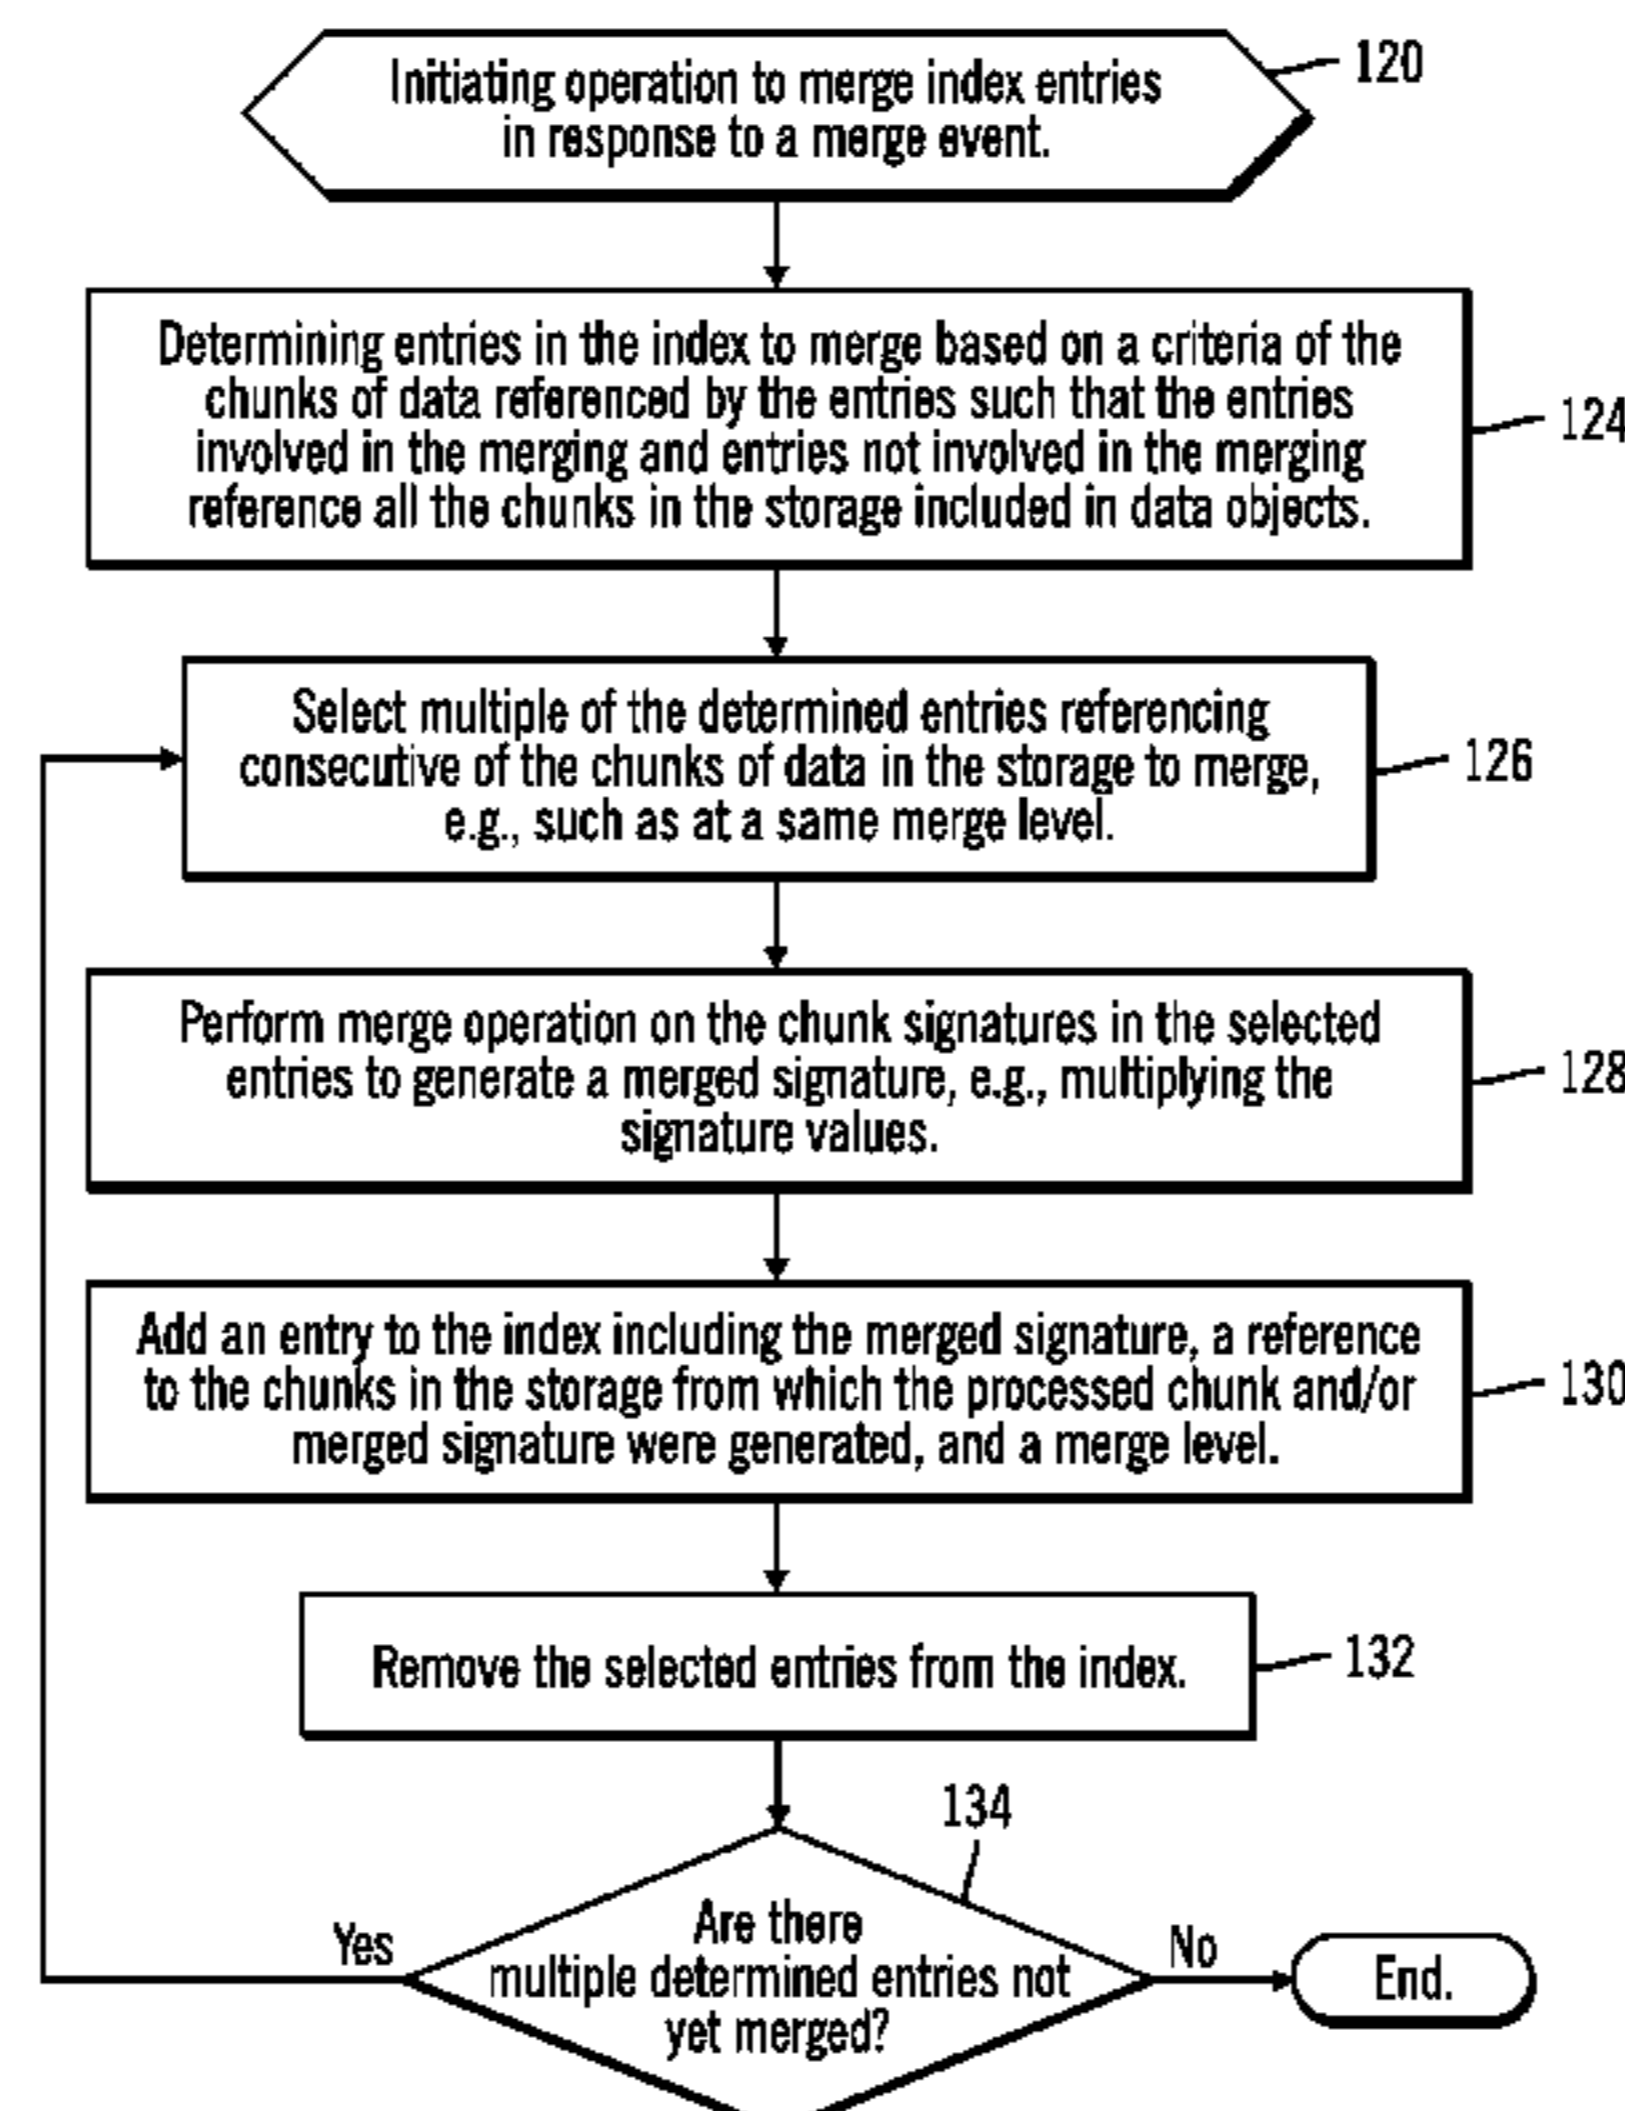 Initiating operation to merge index entries
in response to a merge event.
120
Determining entries in the index to merge based on a criteria of the
chunks of data referenced by the entries such that the entries
involved in the merging and entries not involved in the merging
reference all the chunks in the storage included in data objects.
124
Select multiple of the determined entries referencing
consecutive of the chunks of data in the storage to merge,
e.g., such as at a same merge level.
126
Perform merge operation on the chunk signatures in the selected
entries to generate a merged signature, e.g., multiplying the
signature values.
128
Add an entry to the index including the merged signature, a reference
to the chunks in the storage from which the processed chunk and/or
merged signature were generated, and a merge level.
130
Remove the selected entries from the index.
132
134
Are there
multiple determined entries not
yet merged?
Yes
No
End.